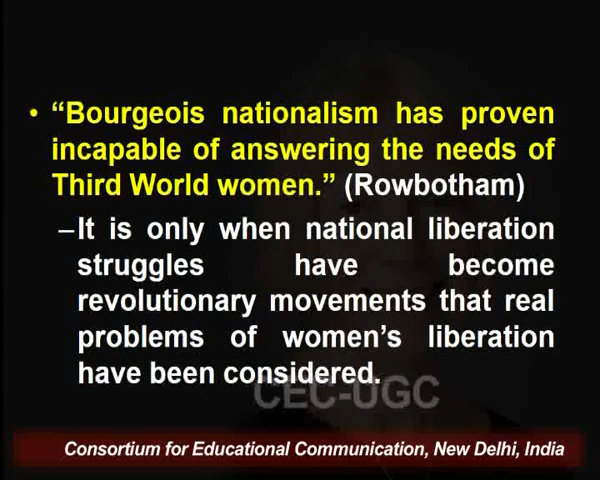 • “Bourgeois nationalism has proven
incapable of answering the needs of
Third World women.” (Rowbotham)
–It is only when national liberation
struggles have become
revolutionary movements that real
problems of women’s liberation
have been considered.
CEC-UGC
Consortium for Educational Communication, New Delhi, India